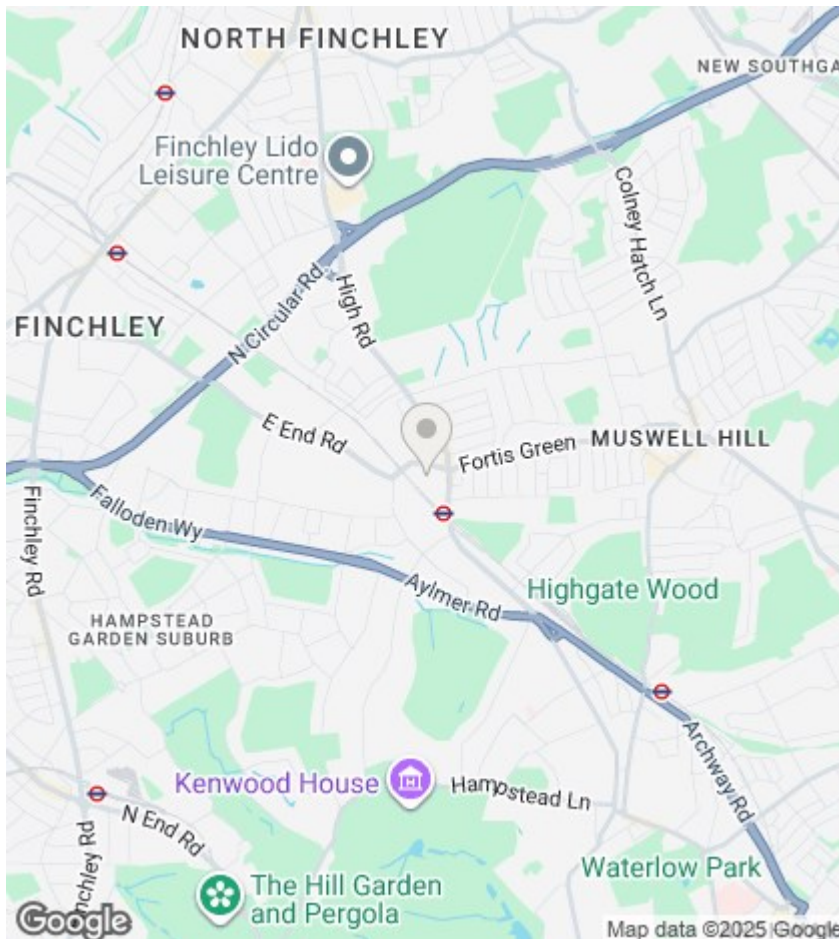 NORTH FINCHLEY
NEW SOUTHGA
Finchley Lido
Leisure Centre
Colney Hatch Ln
N Circular Rd
High Rd
FINCHLEY
E End Rd
Fortis Green
MUSWELL HILL
Finchley Rd
Falloden Wy
Aylmer Rd
Highgate Wood
HAMPSTEAD
GARDEN SUBURB
Kenwood House
Hampstead Ln
Archway Rd
N End Rd
nchley Rd
Waterlow Park
The Hill Garden
and Pergola
Google
Map data ©2025 Google